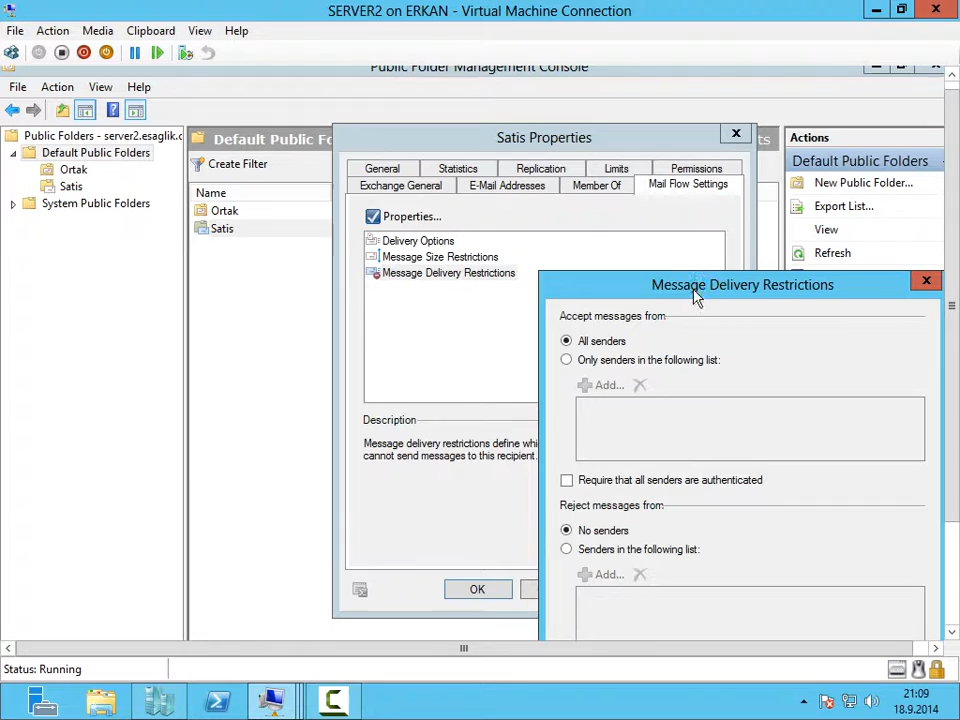 SERVER2 on ERKAN - Virtual Machine Connection
File Action Media Clipboard View Help
Public Folder Management Console
File Action View Help
Public Folders - server2.esaglik.c
Default Public Folders
Ortak
Satis
System Public Folders
Default Public Fo
Create Filter
Name
Ortak
Satis
Satis Properties
General Statistics Replication Limits Permissions
Exchange General E-Mail Addresses Member Of Mail Flow Settings
Properties...
Delivery Options
Message Size Restrictions
Message Delivery Restrictions
Description
Message delivery restrictions define whi
cannot send messages to this recipient.
OK
Message Delivery Restrictions
Accept messages from
All senders
Only senders in the following list:
Add...
Require that all senders are authenticated
Reject messages from
No senders
Senders in the following list:
Add...
Actions
Default Public Folders
New Public Folder...
Export List...
View
Refresh
Status: Running
21:09
18.9.2014